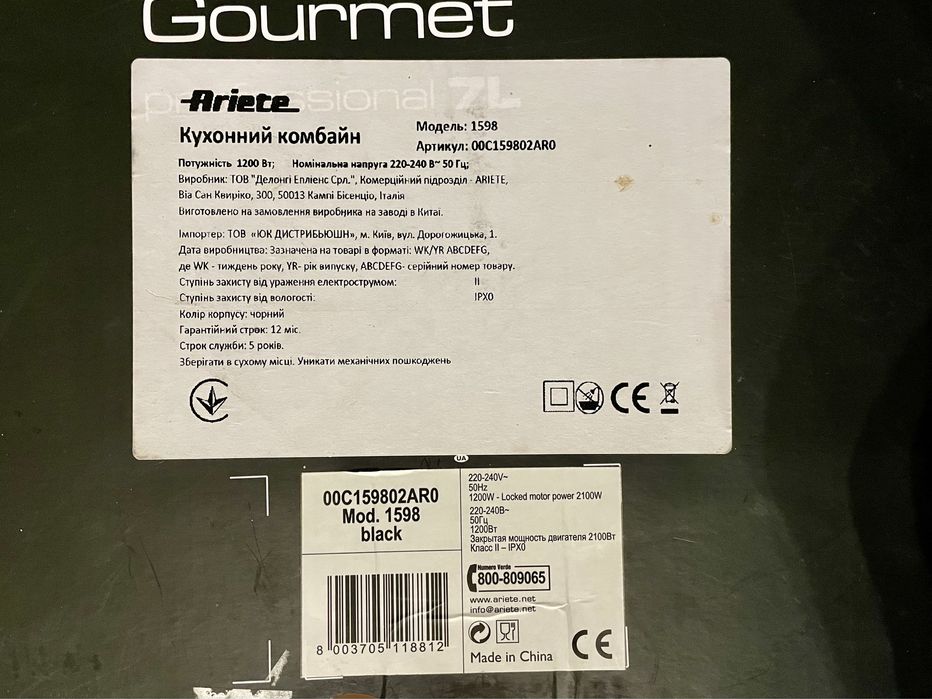 Gourmet
professional 7L
Ariete
Кухонний комбайн
Модель: 1598
Артикул: 00C159802AR0
Потужність 1200 Вт; Номінальна напруга 220-240 В~ 50 Гц;
Виробник: ТОВ "Делонгі Епліенс Срл.", Комерційний підрозділ - ARIETE,
Віа Сан Квиріко, 300, 50013 Кампі Бісенціо, Італія
Виготовлено на замовлення виробника на заводі в Китаї.
Імпортер: ТОВ «ЮК ДИСТРИБЬЮШН», м. Київ, вул. Дорогожицька, 1.
Дата виробництва: Зазначена на товарі в форматі: WK/YR ABCDEFG,
де WK - тиждень року, YR- рік випуску, ABCDEFG- серійний номер товару.
Ступінь захисту від ураження електрострумом: II
Ступінь захисту від вологості: IPX0
Колір корпусу: чорний
Гарантійний строк: 12 міс.
Строк служби: 5 років.
Зберігати в сухому місці. Уникати механічних пошкоджень
CE
UA
00C159802AR0
Mod. 1598
black
8 003705 118812
220-240V~
50Hz
1200W - Locked motor power 2100W
220-240В~
50Гц
1200Вт
Закрытая мощность двигателя 2100Вт
Класс II – IPX0
Numero Verde
800-809065
www.ariete.net
info@ariete.net
CE
Made in China